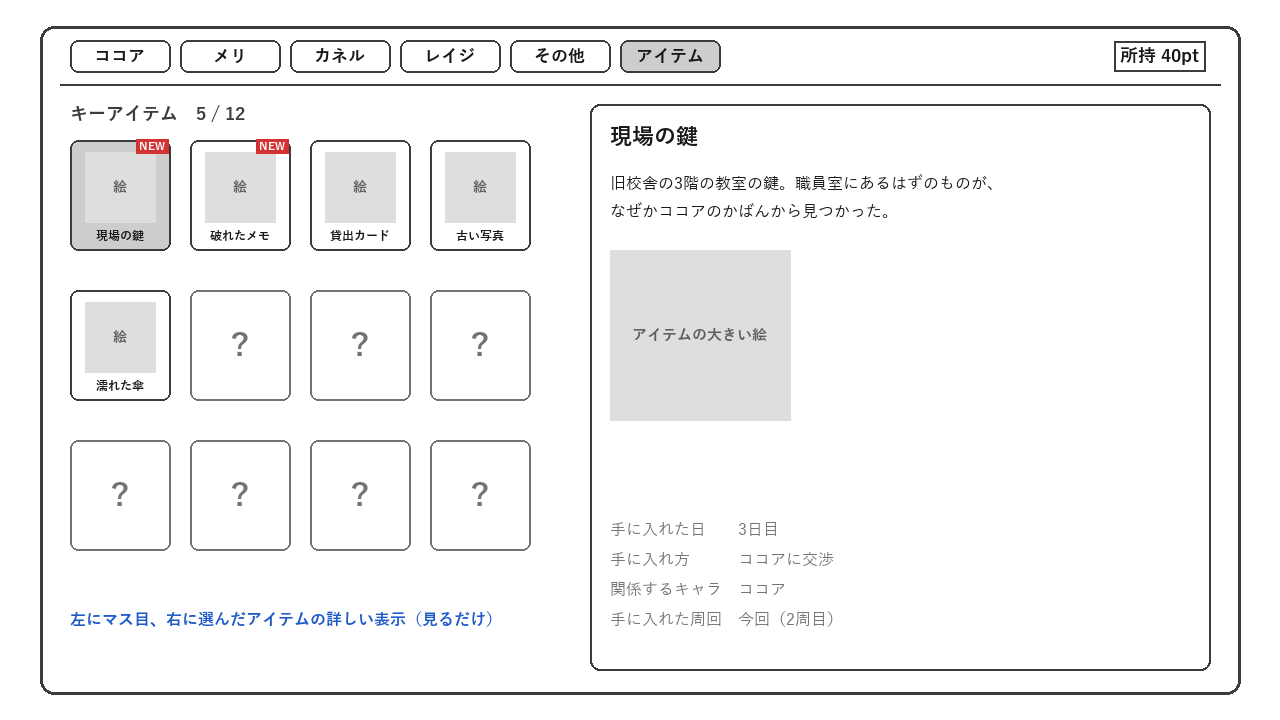 ココア メリ カネル レイジ その他 アイテム 所持 40pt
キーアイテム 5 / 12
NEW NEW
絵 絵 絵 絵
現場の鍵 破れたメモ 貸出カード 古い写真
絵 ? ? ?
濡れた傘
? ? ? ?
左にマス目、右に選んだアイテムの詳しい表示（見るだけ）
現場の鍵
旧校舎の3階の教室の鍵。職員室にあるはずのものが、
なぜかココアのかばんから見つかった。
アイテムの大きい絵
手に入れた日 3日目
手に入れ方 ココアに交渉
関係するキャラ ココア
手に入れた周回 今回（2周目）